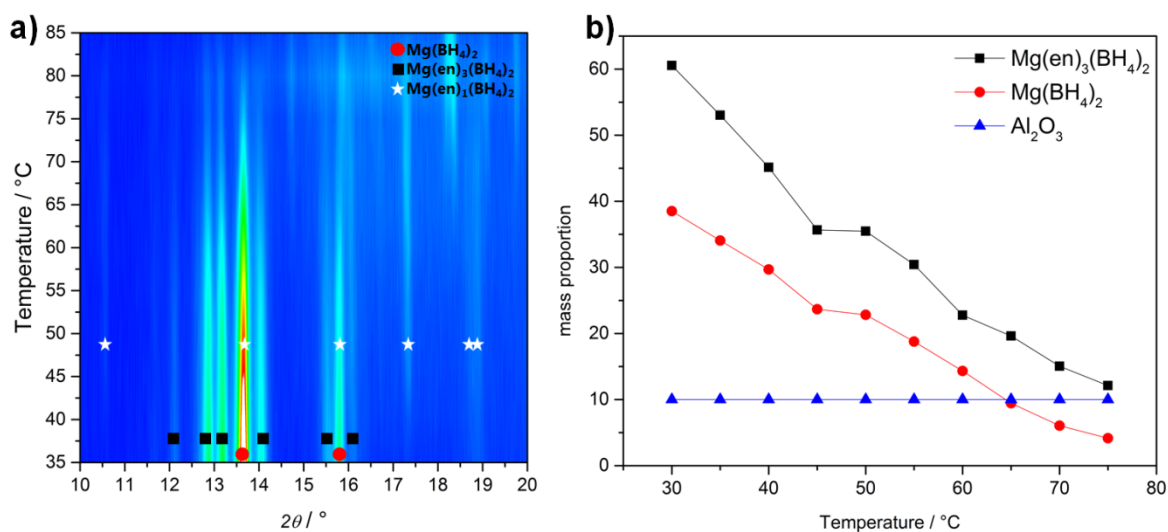 a)
85
80
75
70
65
60
55
50
45
40
35
Temperature / °C
Mg(BH₄)₂
Mg(en)₃(BH₄)₂
Mg(en)₁(BH₄)₂
10 11 12 13 14 15 16 17 18 19 20
2θ / °
b)
60
50
40
30
20
10
0
mass proportion
Mg(en)₃(BH₄)₂
Mg(BH₄)₂
Al₂O₃
30 40 50 60 70 80
Temperature / °C